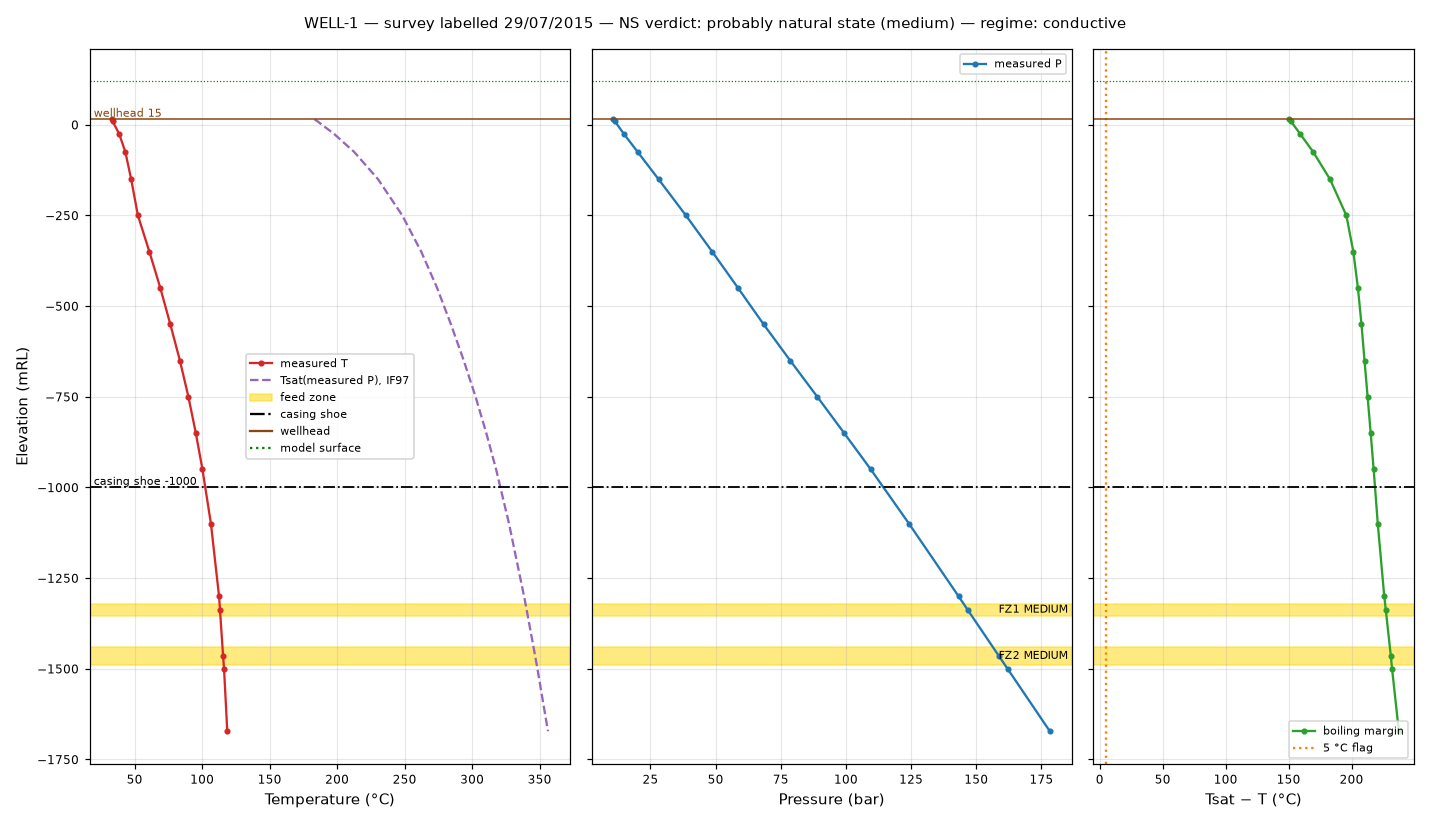 WELL-1 — survey labelled 29/07/2015 — NS verdict: probably natural state (medium) — regime: conductive
Elevation (mRL)
0
−250
−500
−750
−1000
−1250
−1500
−1750
wellhead 15
casing shoe -1000
measured T
Tsat(measured P), IF97
feed zone
casing shoe
wellhead
model surface
50
100
150
200
250
300
350
Temperature (°C)
measured P
FZ1 MEDIUM
FZ2 MEDIUM
25
50
75
100
125
150
175
Pressure (bar)
boiling margin
5 °C flag
0
50
100
150
200
Tsat − T (°C)